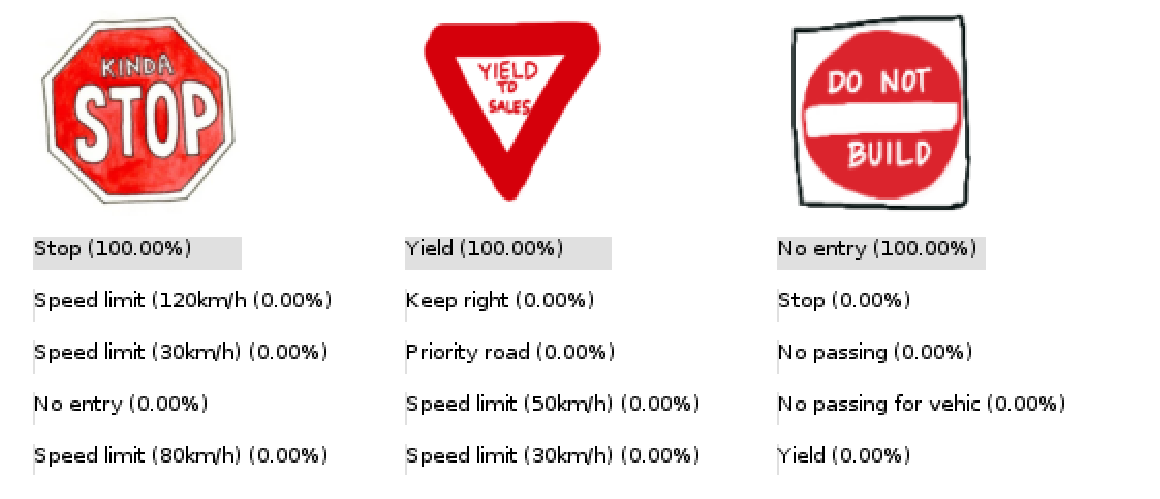 KINDA
STOP
YIELD
TO
SALES
DO NOT
BUILD
Stop (100.00%)
Speed limit (120km/h (0.00%)
Speed limit (30km/h) (0.00%)
No entry (0.00%)
Speed limit (80km/h) (0.00%)
Yield (100.00%)
Keep right (0.00%)
Priority road (0.00%)
Speed limit (50km/h) (0.00%)
Speed limit (30km/h) (0.00%)
No entry (100.00%)
Stop (0.00%)
No passing (0.00%)
No passing for vehic (0.00%)
Yield (0.00%)